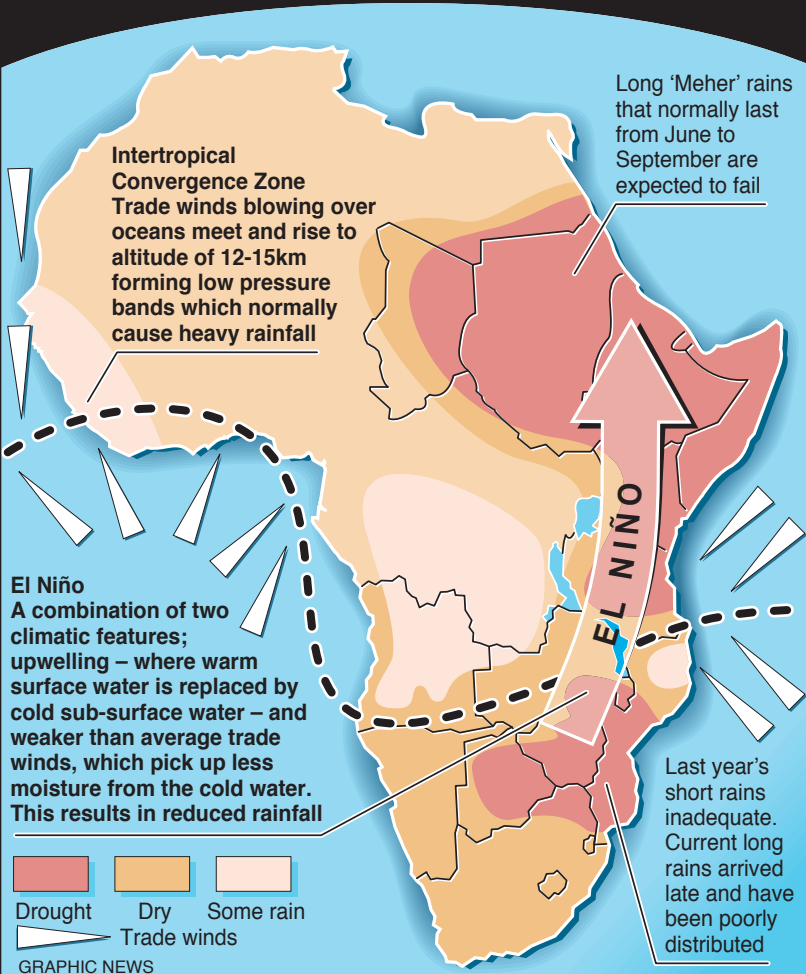 Long ‘Meher’ rains
that normally last
from June to
September are
expected to fail
Intertropical
Convergence Zone
Trade winds blowing over
oceans meet and rise to
altitude of 12-15km
forming low pressure
bands which normally
cause heavy rainfall
EL NIÑO
El Niño
A combination of two
climatic features;
upwelling – where warm
surface water is replaced by
cold sub-surface water – and
weaker than average trade
winds, which pick up less
moisture from the cold water.
This results in reduced rainfall
Last year’s
short rains
inadequate.
Current long
rains arrived
late and have
been poorly
distributed
Drought Dry Some rain
Trade winds
GRAPHIC NEWS